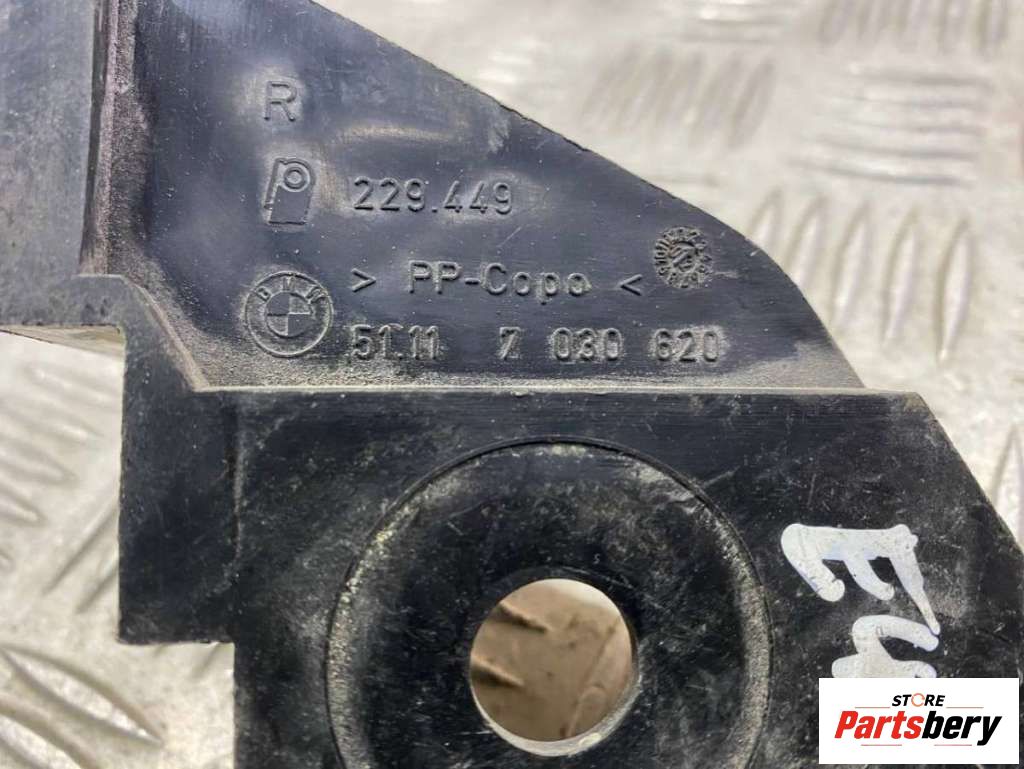 R
229.449
> PP-Copo <
BMW
51.11 7 030 620
E4
STORE
Partsbery